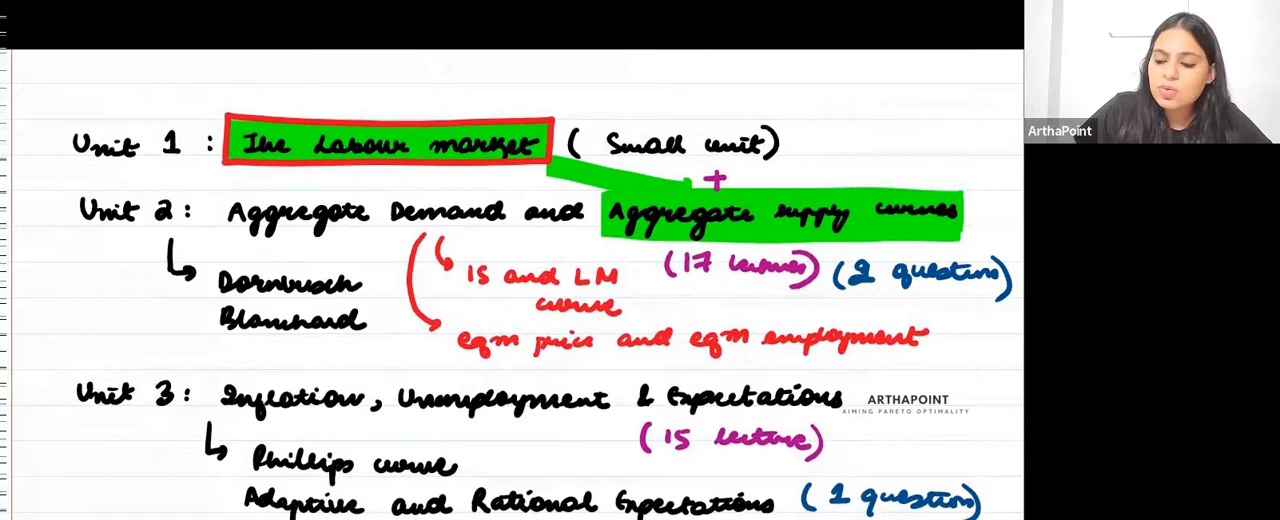 Unit 1 : The Labour market ( Small unit)
ArthaPoint
+
Unit 2 : Aggregate Demand and Aggregate supply curves
(17 lectures) (2 question)
Dornbusch
IS and LM
curve
Blanchard
eqm price and eqm employment
Unit 3 : Inflation, Unemployment & Expectations
ARTHAPOINT
AIMING PARETO OPTIMALITY
(15 lecture)
Phillips curve
Adaptive and Rational Expectations (1 question)